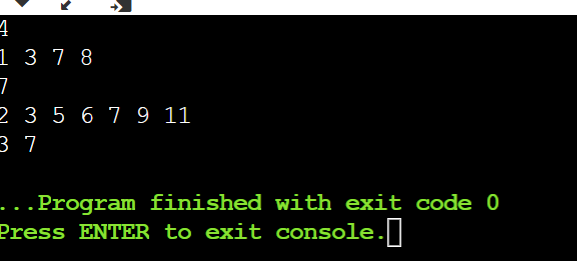 4
1 3 7 8
7
2 3 5 6 7 9 11
3 7
...Program finished with exit code 0
Press ENTER to exit console.